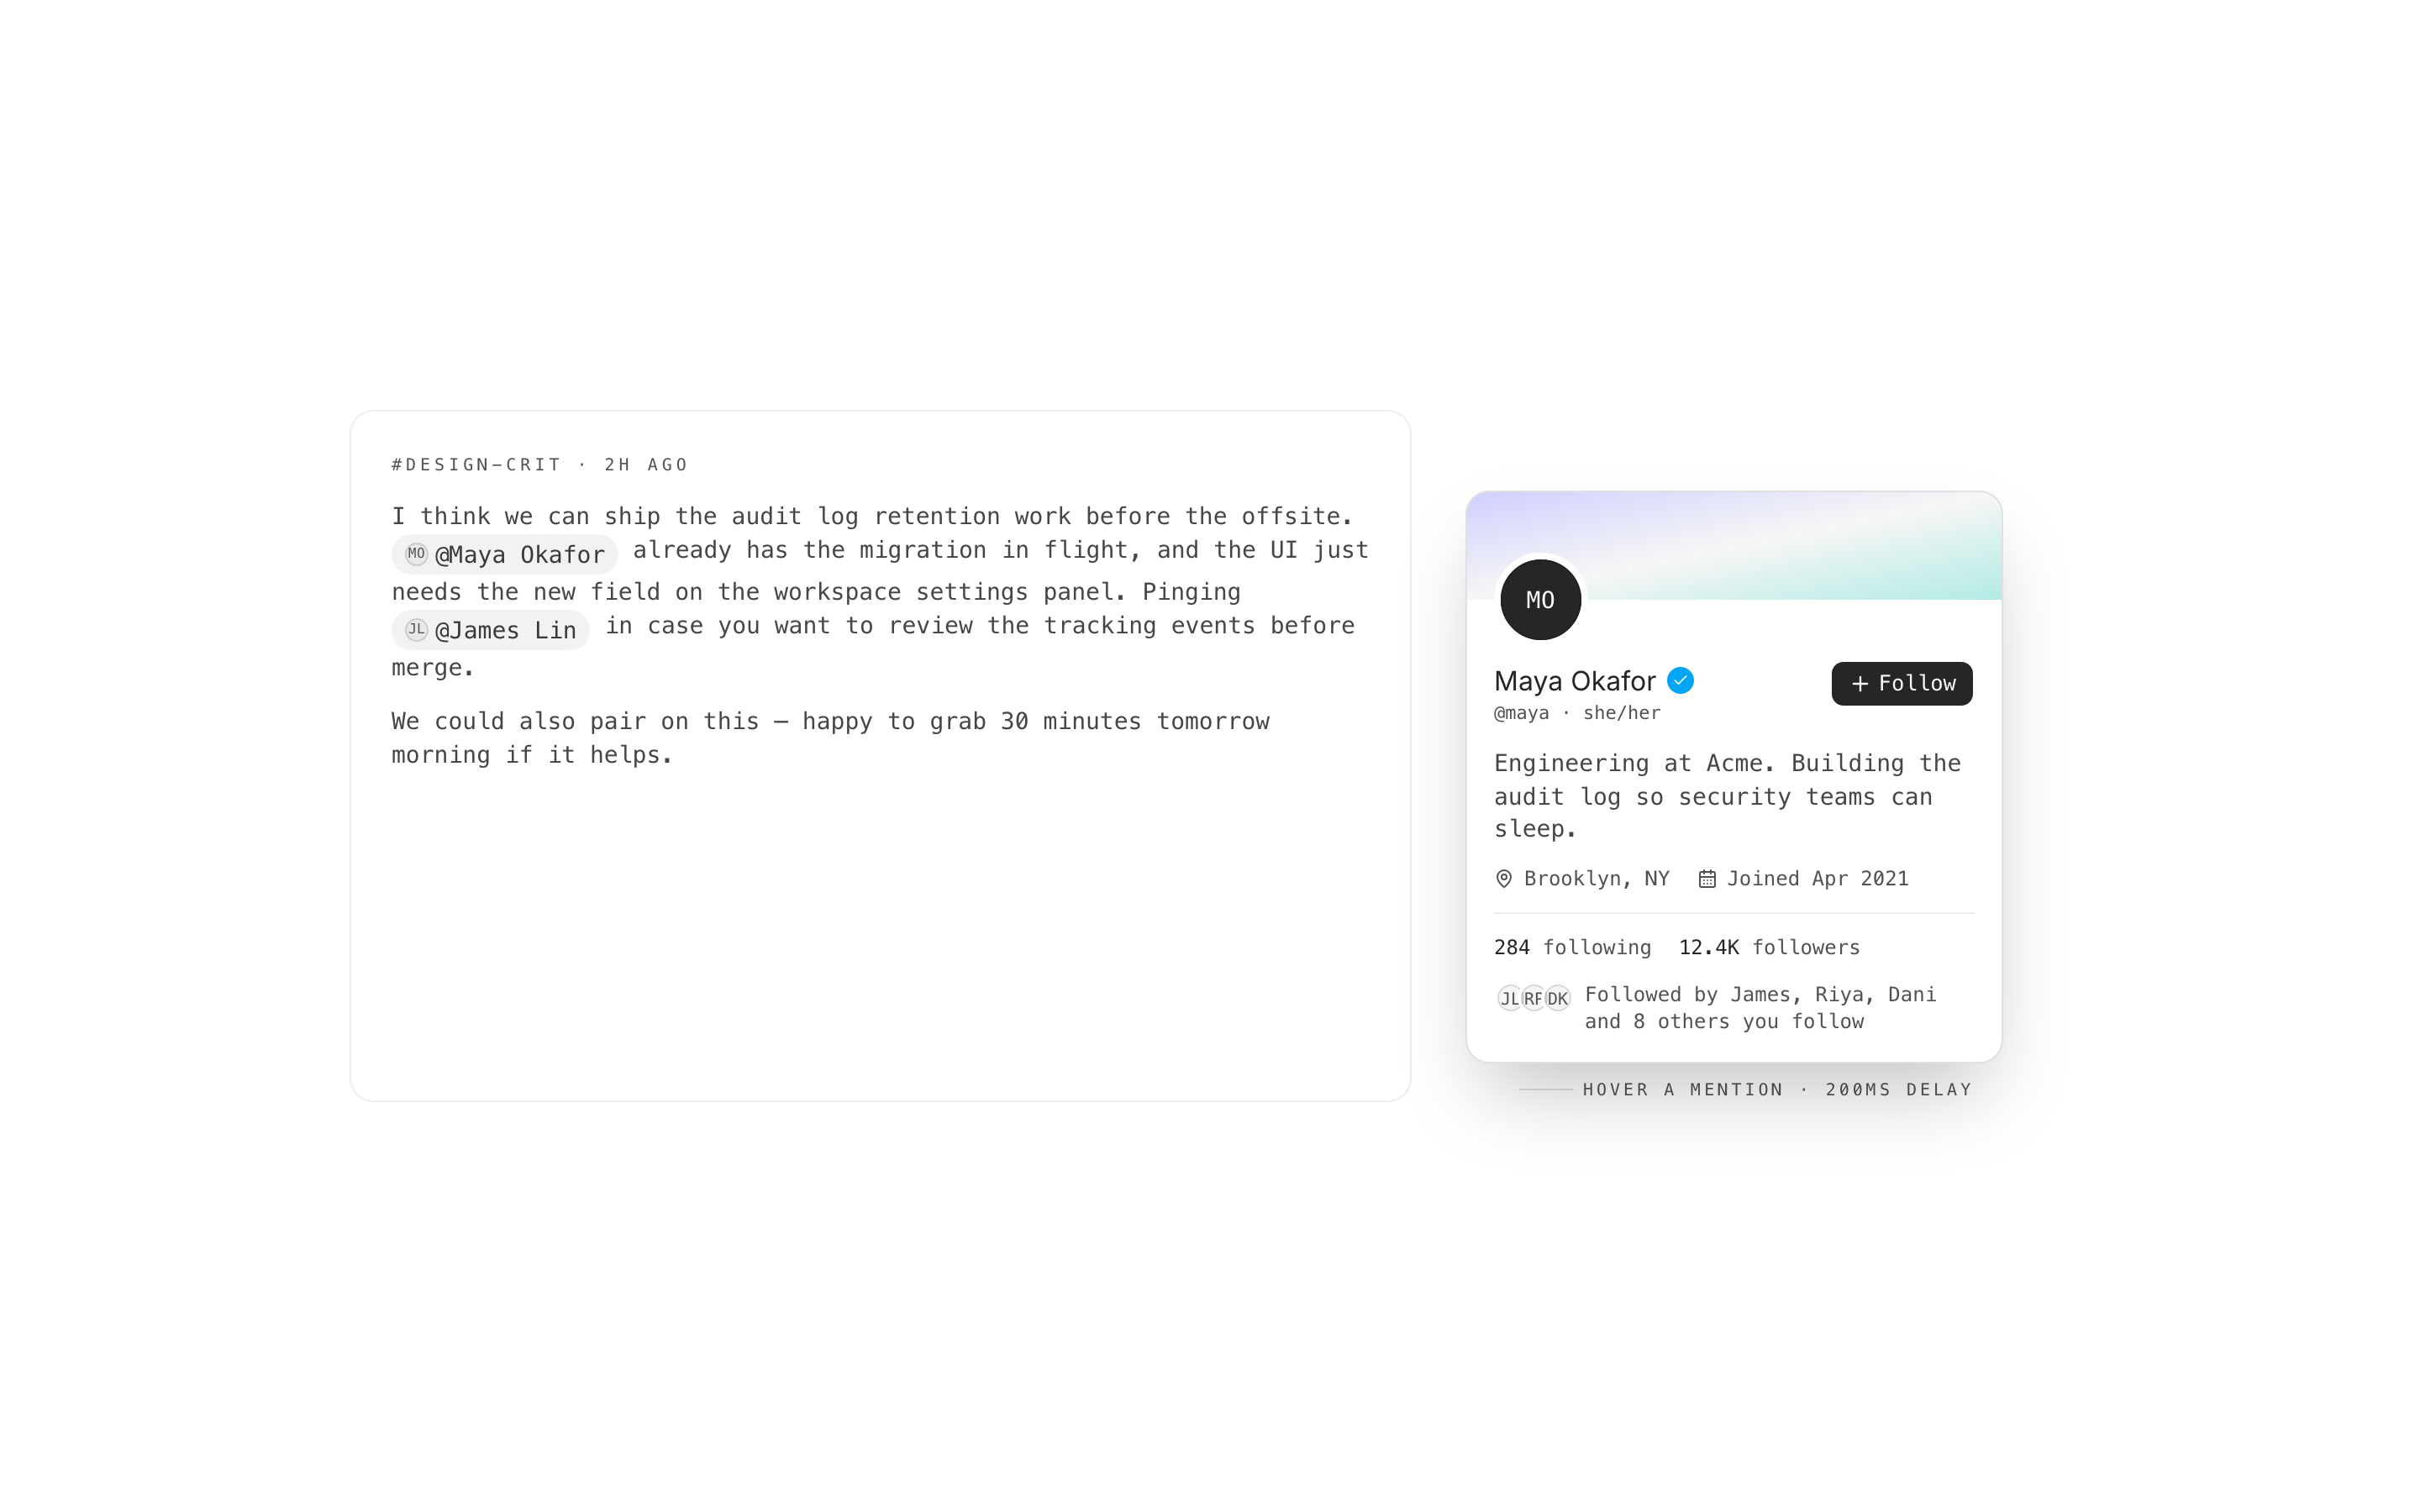 #DESIGN-CRIT · 2H AGO
I think we can ship the audit log retention work before the offsite.
MO @Maya Okafor already has the migration in flight, and the UI just
needs the new field on the workspace settings panel. Pinging
JL @James Lin in case you want to review the tracking events before
merge.
We could also pair on this — happy to grab 30 minutes tomorrow
morning if it helps.
MO
Maya Okafor
+ Follow
@maya · she/her
Engineering at Acme. Building the
audit log so security teams can
sleep.
Brooklyn, NY Joined Apr 2021
284 following 12.4K followers
JL DK Followed by James, Riya, Dani
and 8 others you follow
HOVER A MENTION · 200MS DELAY